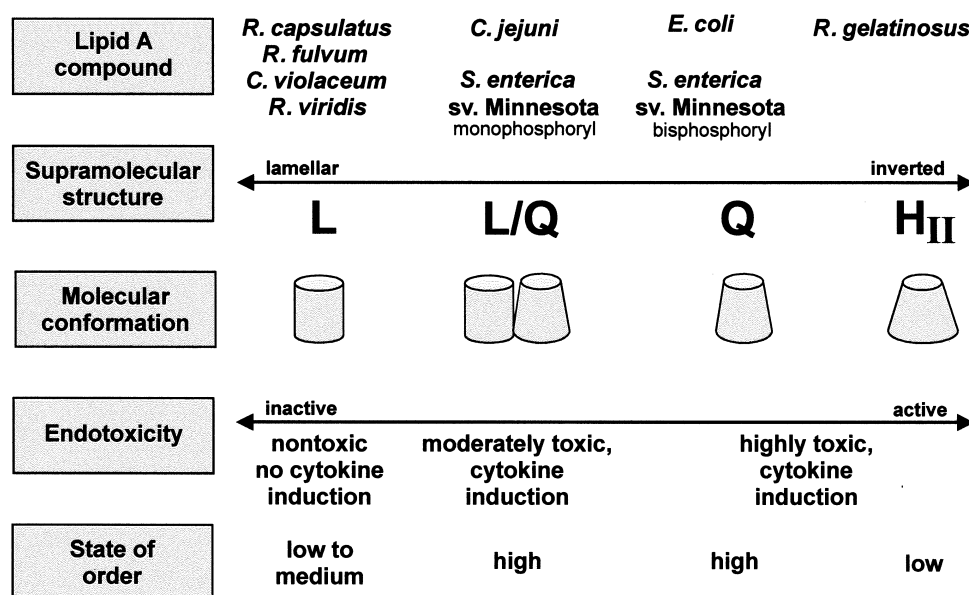 Lipid A
compound
R. capsulatus
R. fulvum
C. violaceum
R. viridis
C. jejuni
S. enterica
sv. Minnesota
monophosphoryl
E. coli
S. enterica
sv. Minnesota
bisphosphoryl
R. gelatinosus
Supramolecular
structure
lamellar
inverted
L
L/Q
Q
HII
Molecular
conformation
Endotoxicity
inactive
active
nontoxic
no cytokine
induction
moderately toxic,
cytokine
induction
highly toxic,
cytokine
induction
State of
order
low to
medium
high
high
low